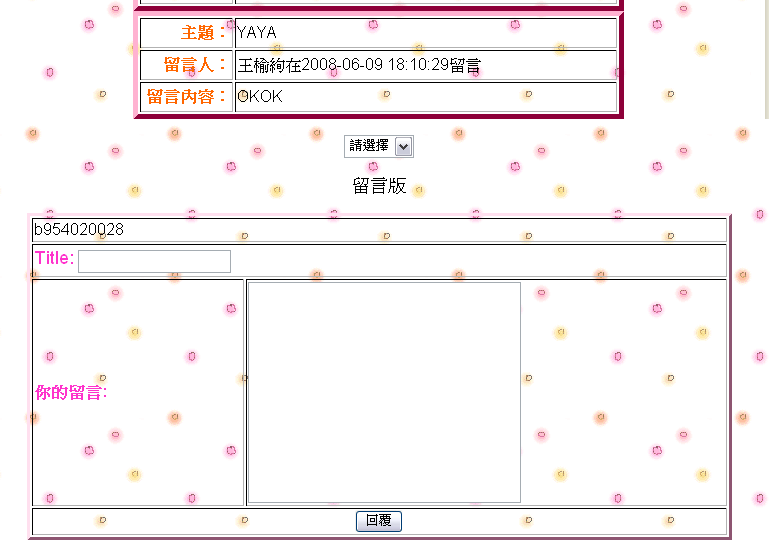 主題： YAYA
留言人： 王榆絢在2008-06-09 18:10:29留言
留言內容： OKOK
請選擇
留言版
b954020028
Title:
你的留言:
回覆